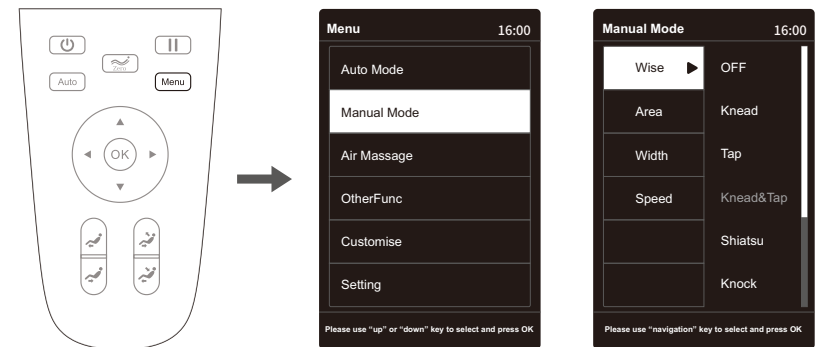 Zero
Auto
Menu
OK
Menu 16:00
Auto Mode
Manual Mode
Air Massage
OtherFunc
Customise
Setting
Please use “up” or “down” key to select and press OK
Manual Mode 16:00
Wise OFF
Area Knead
Width Tap
Speed Knead&Tap
Shiatsu
Knock
Please use “navigation” key to select and press OK